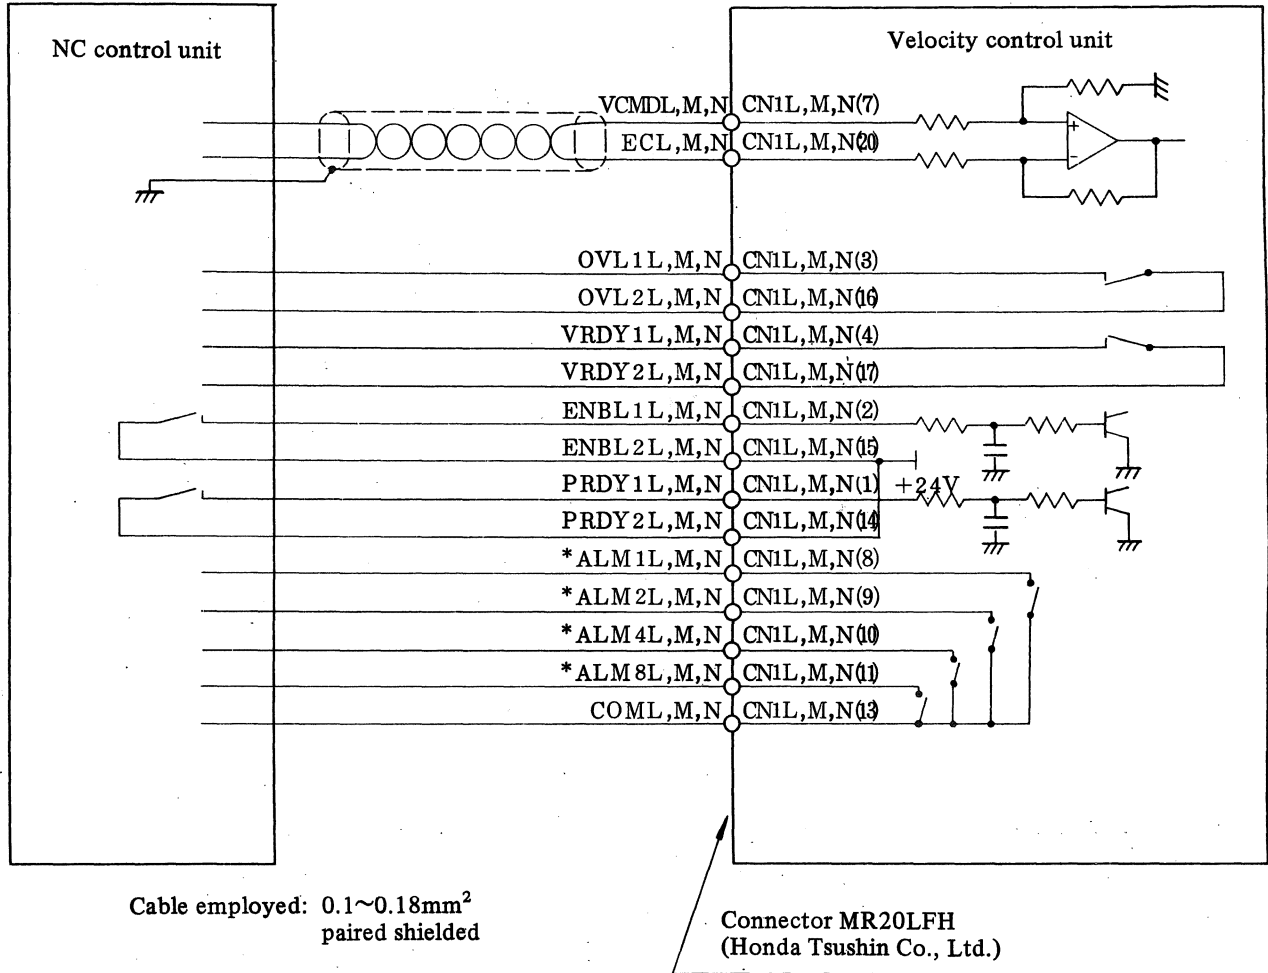 NC control unit
Velocity control unit
VCMDL,M,N CN1L,M,N(7)
ECL,M,N CN1L,M,N(20)
OVL1L,M,N CN1L,M,N(3)
OVL2L,M,N CN1L,M,N(16)
VRDY1L,M,N CN1L,M,N(4)
VRDY2L,M,N CN1L,M,N(17)
ENBL1L,M,N CN1L,M,N(2)
ENBL2L,M,N CN1L,M,N(15)
PRDY1L,M,N CN1L,M,N(1) +24V
PRDY2L,M,N CN1L,M,N(14)
*ALM1L,M,N CN1L,M,N(8)
*ALM2L,M,N CN1L,M,N(9)
*ALM4L,M,N CN1L,M,N(10)
*ALM8L,M,N CN1L,M,N(11)
COML,M,N CN1L,M,N(13)
+
-
Cable employed: 0.1~0.18mm²
paired shielded
Connector MR20LFH
(Honda Tsushin Co., Ltd.)